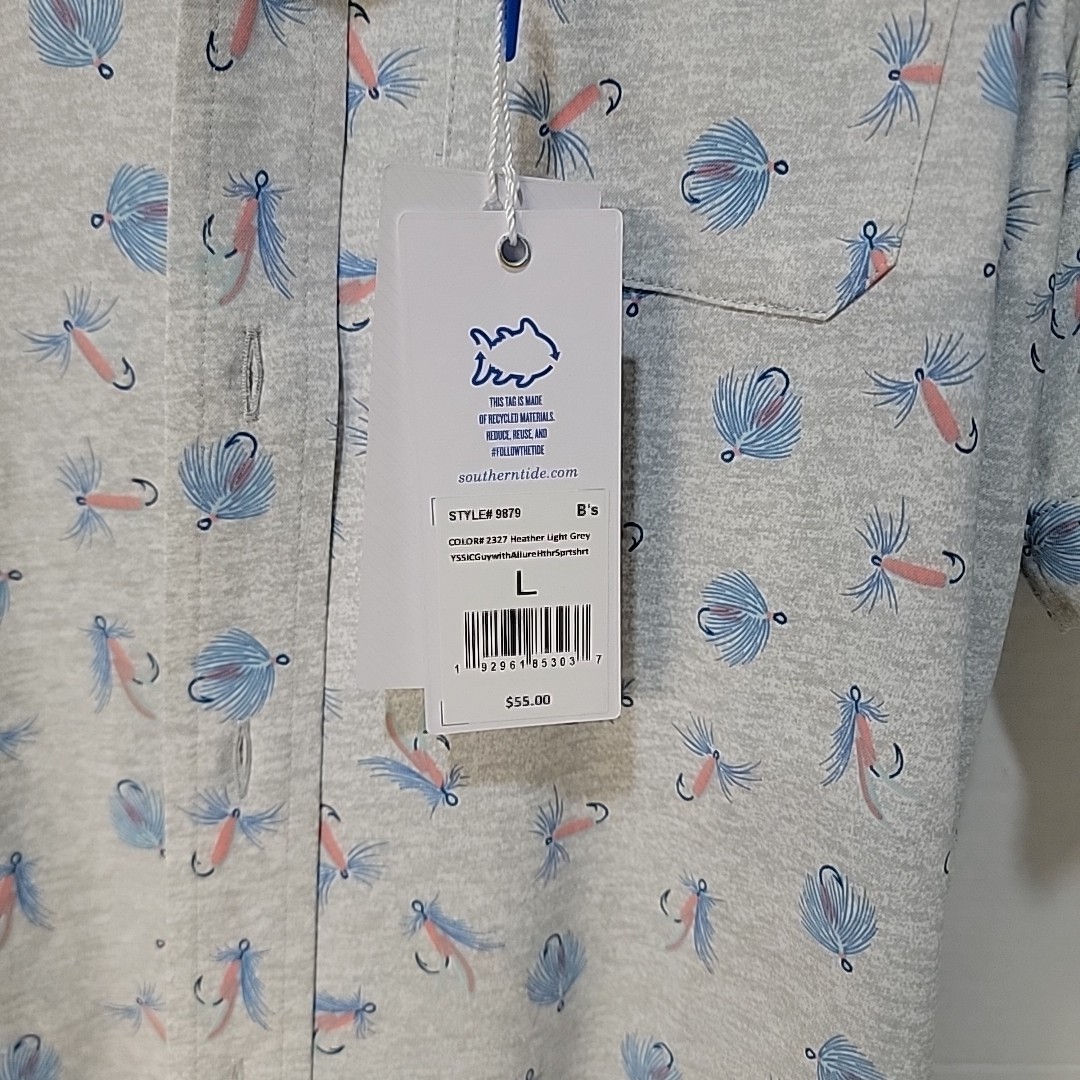 THIS TAG IS MADE
OF RECYCLED MATERIALS.
REDUCE, REUSE, AND
#FOLLOWTHETIDE
southerntide.com
STYLE# 9879 B's
COLOR# 2327 Heather Light Grey
YSSICGuywithAllureHthrSprtshrt
L
1 92961 85303 7
$55.00